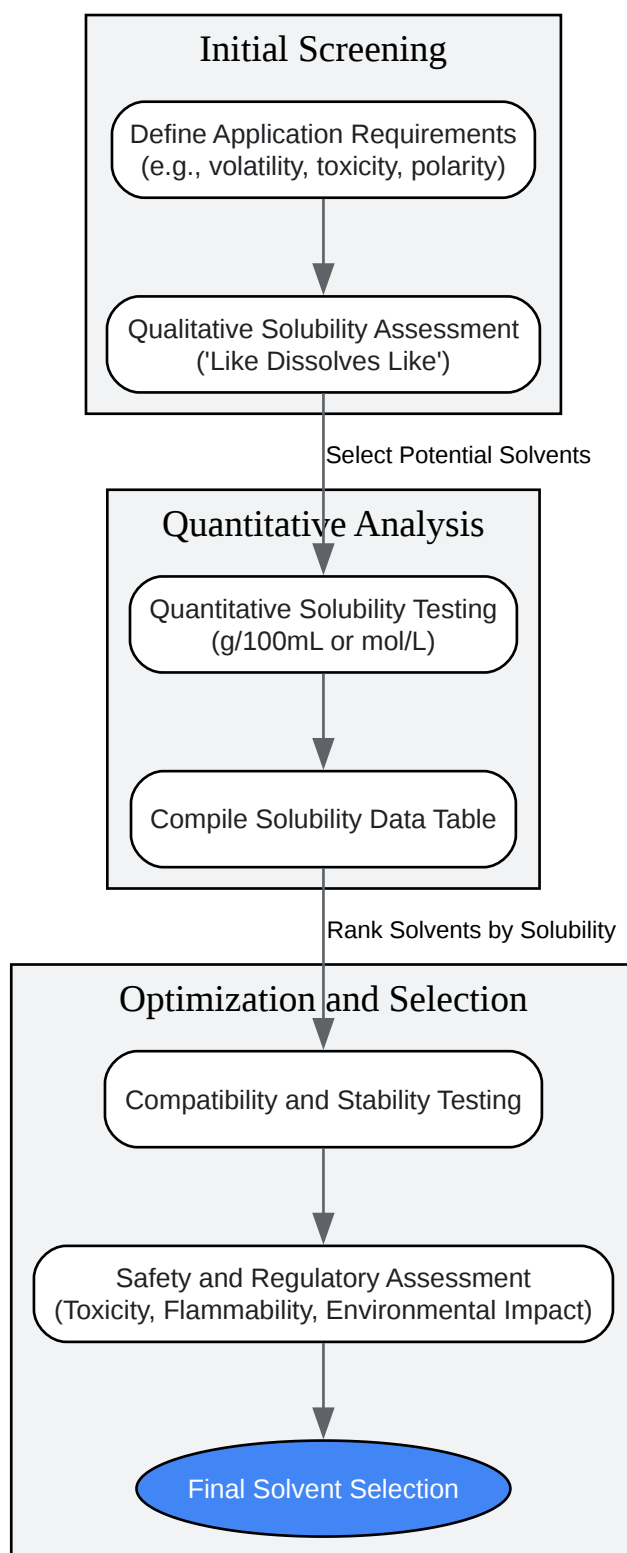 Initial Screening
Define Application Requirements
(e.g., volatility, toxicity, polarity)
Qualitative Solubility Assessment
('Like Dissolves Like')
Select Potential Solvents
Quantitative Analysis
Quantitative Solubility Testing
(g/100mL or mol/L)
Compile Solubility Data Table
Rank Solvents by Solubility
Optimization and Selection
Compatibility and Stability Testing
Safety and Regulatory Assessment
(Toxicity, Flammability, Environmental Impact)
Final Solvent Selection